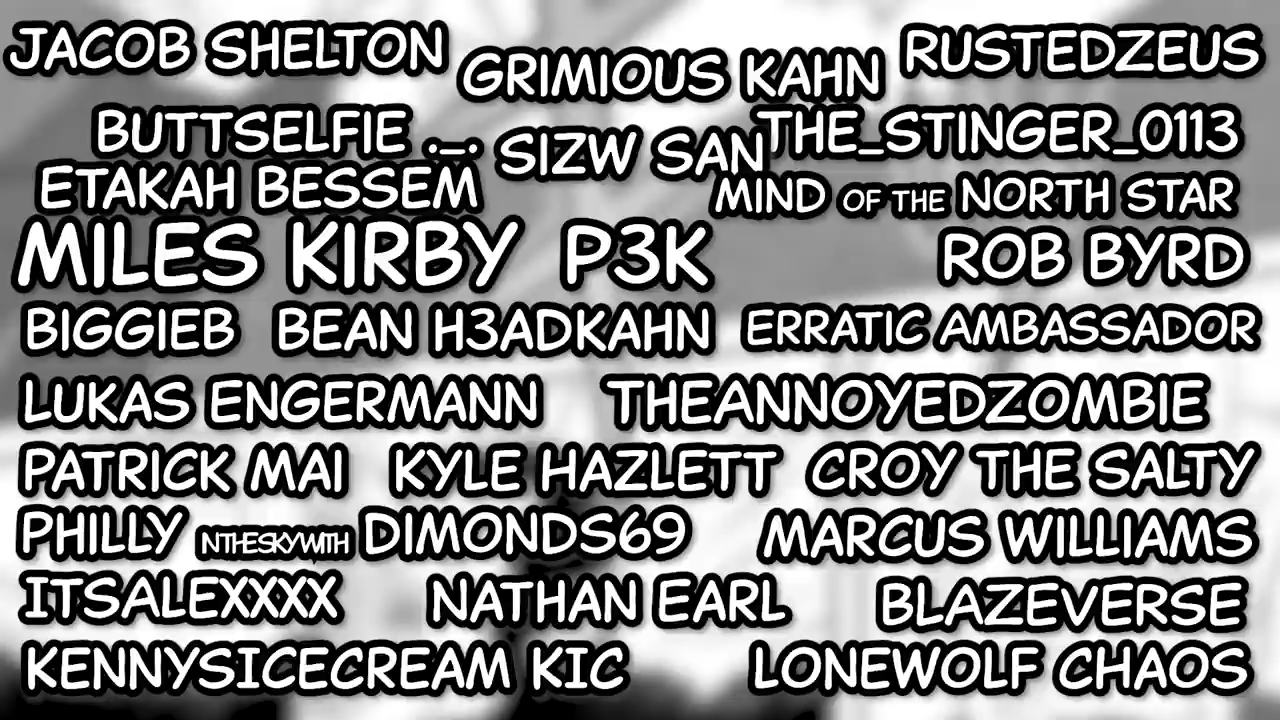 JACOB SHELTON GRIMIOUS KAHN RUSTEDZEUS
BUTTSELFIE ._. SIZW SAN THE_STINGER_0113
ETAKAH BESSEM MIND OF THE NORTH STAR
MILES KIRBY P3K ROB BYRD
BIGGIEB BEAN H3ADKAHN ERRATIC AMBASSADOR
LUKAS ENGERMANN THEANNOYEDZOMBIE
PATRICK MAI KYLE HAZLETT CROY THE SALTY
PHILLY NTHESKYWITH DIMONDS69 MARCUS WILLIAMS
ITSALEXXXX NATHAN EARL BLAZEVERSE
KENNYSICECREAM KIC LONEWOLF CHAOS